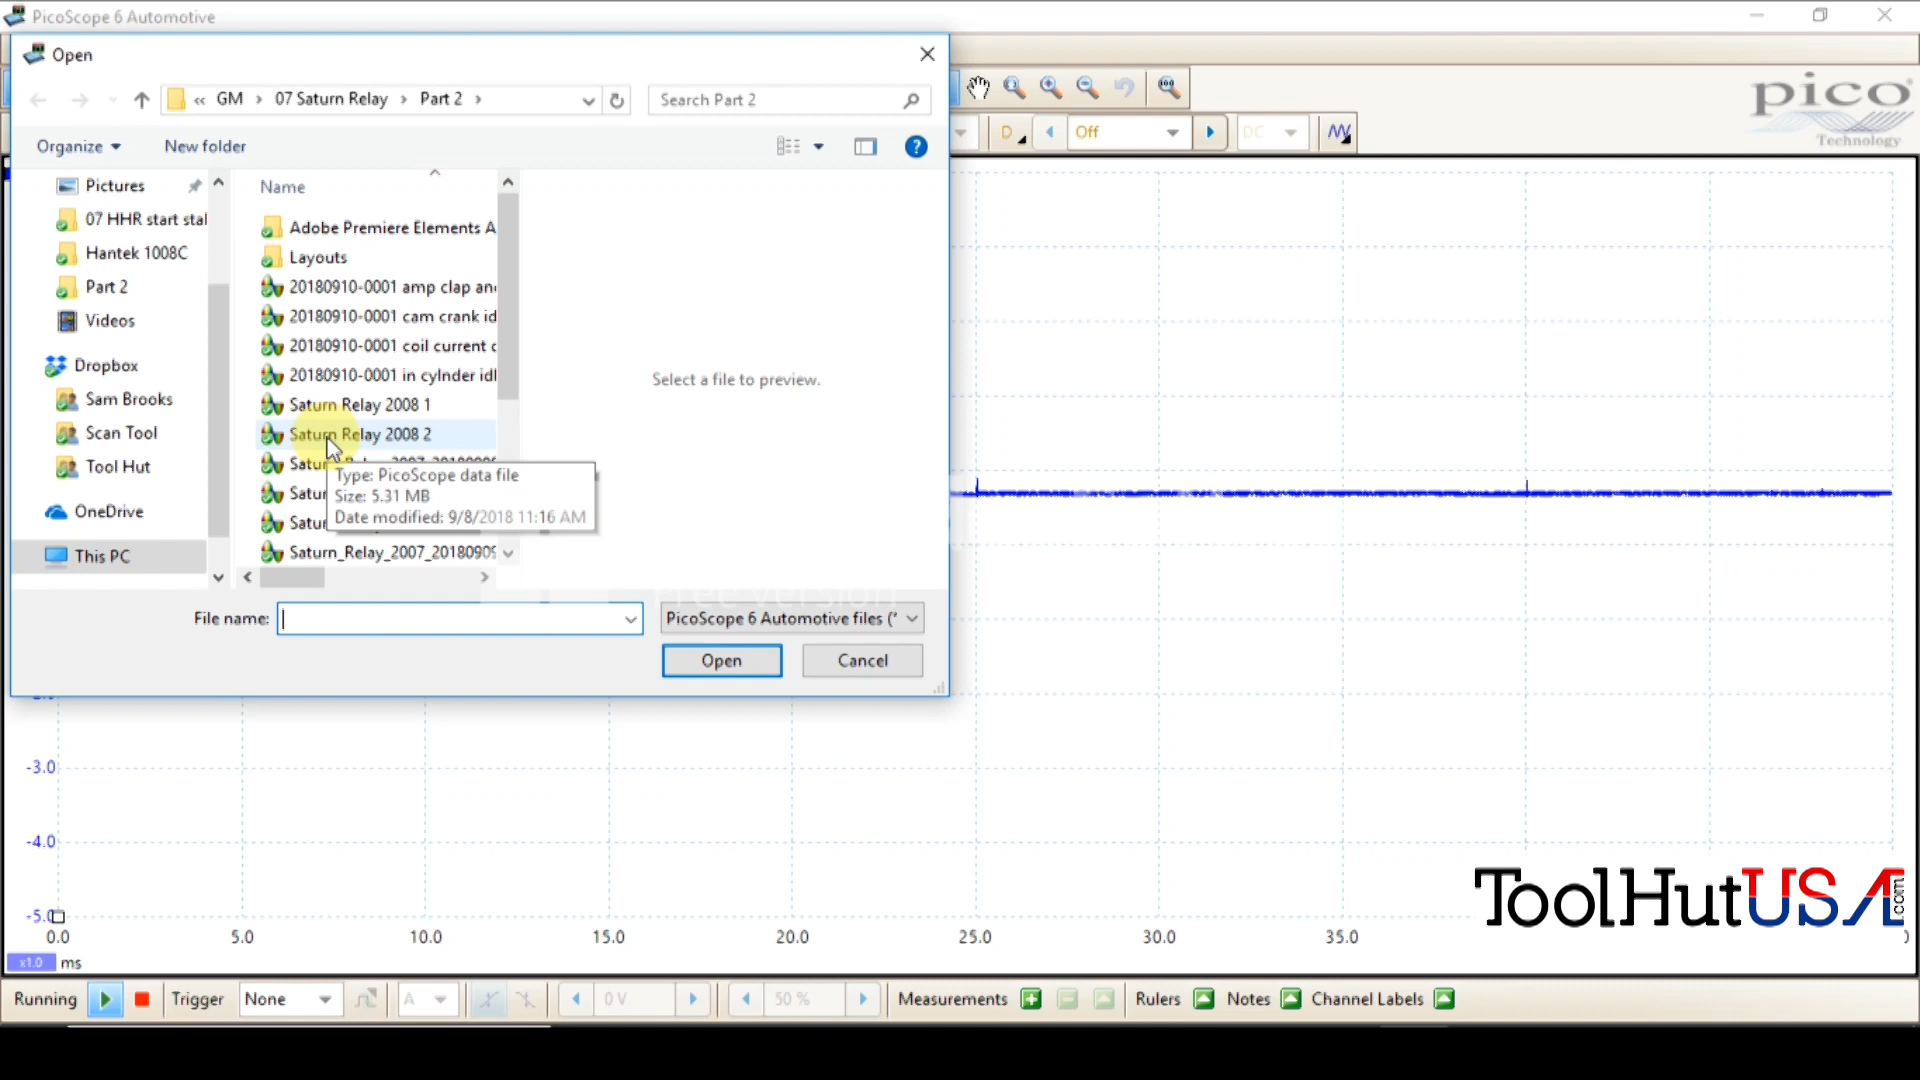 PicoScope 6 Automotive
Open
« GM > 07 Saturn Relay > Part 2 >
Search Part 2
Organize
New folder
D
Off
DC
pico
Technology
Pictures
07 HHR start stal
Hantek 1008C
Part 2
Videos
Dropbox
Sam Brooks
Scan Tool
Tool Hut
OneDrive
This PC
Name
Adobe Premiere Elements A
Layouts
20180910-0001 amp clap an
20180910-0001 cam crank id
20180910-0001 coil current c
20180910-0001 in cylnder idl
Saturn Relay 2008 1
Saturn Relay 2008 2
Satu
Satu
Saturn_Relay_2007_20180909
Type: PicoScope data file
Size: 5.31 MB
Date modified: 9/8/2018 11:16 AM
Select a file to preview.
Free version
File name:
PicoScope 6 Automotive files (*
Open
Cancel
-3.0
-4.0
-5.0
0.0 5.0 10.0 15.0 20.0 25.0 30.0 35.0
x1.0 ms
ToolHutUSA.com
Running
Trigger
None
A
0 V
50 %
Measurements
Rulers
Notes
Channel Labels